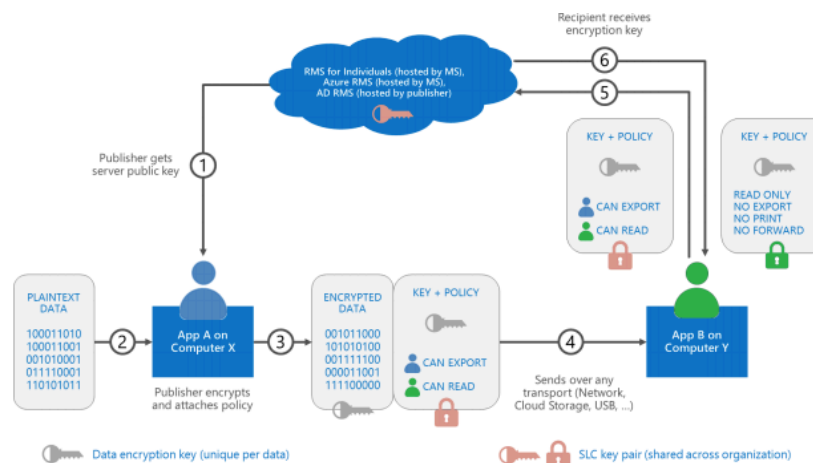 Recipient receives
encryption key
RMS for Individuals (hosted by MS),
Azure RMS (hosted by MS),
AD RMS (hosted by publisher)
6
5
1
Publisher gets
server public key
KEY + POLICY
CAN EXPORT
CAN READ
KEY + POLICY
READ ONLY
NO EXPORT
NO PRINT
NO FORWARD
PLAINTEXT
DATA
100011010
100011001
001010001
011110001
110101011
2
App A on
Computer X
Publisher encrypts
and attaches policy
3
ENCRYPTED
DATA
001011000
101010100
001111100
000011001
111100000
KEY + POLICY
CAN EXPORT
CAN READ
4
Sends over any
transport (Network,
Cloud Storage, USB, ...)
App B on
Computer Y
Data encryption key (unique per data)
SLC key pair (shared across organization)